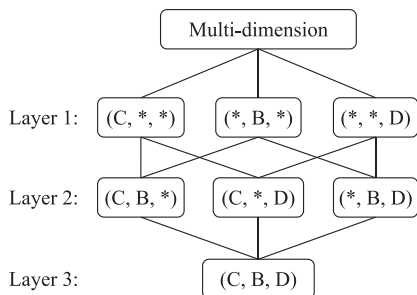 Multi-dimension
Layer 1: (C, *, *) (*, B, *) (*, *, D)
Layer 2: (C, B, *) (C, *, D) (*, B, D)
Layer 3: (C, B, D)